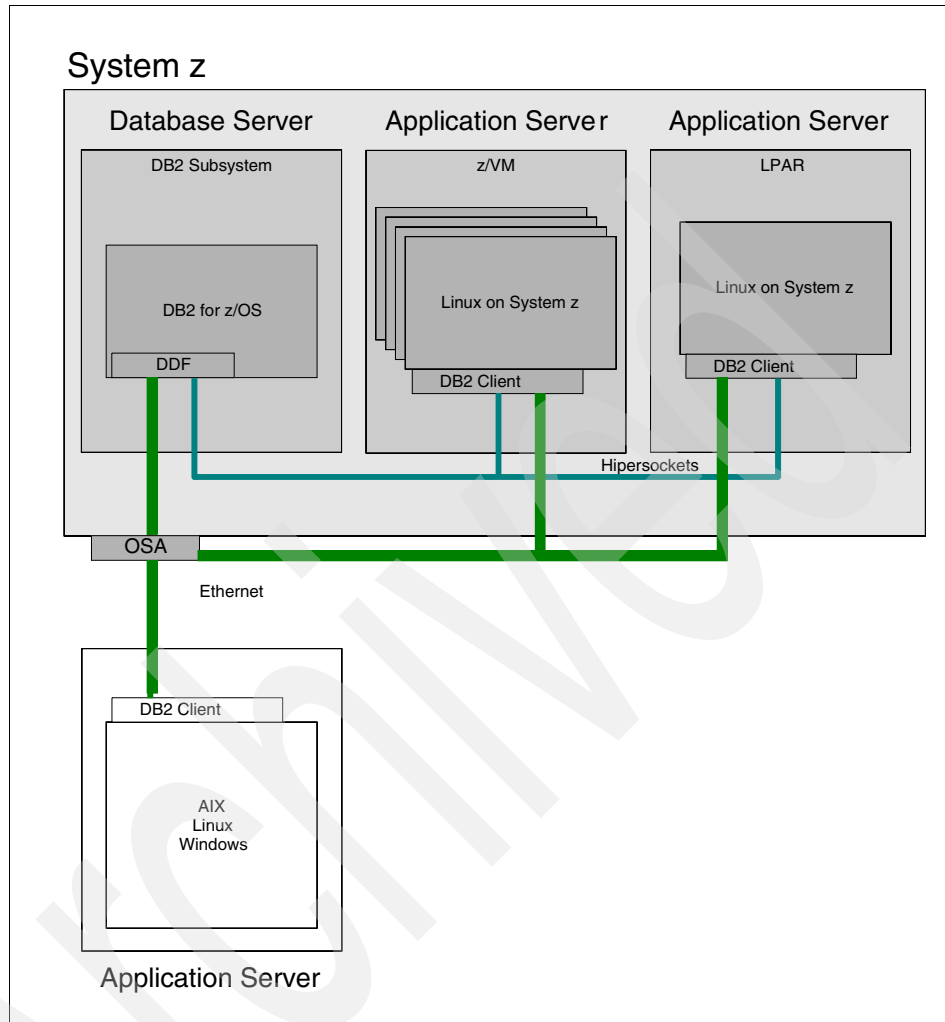 System z
Database Server
Application Server
Application Server
DB2 Subsystem
z/VM
LPAR
DB2 for z/OS
Linux on System z
Linux on System z
DDF
DB2 Client
DB2 Client
Hipersockets
OSA
Ethernet
DB2 Client
AIX
Linux
Windows
Application Server
Archived